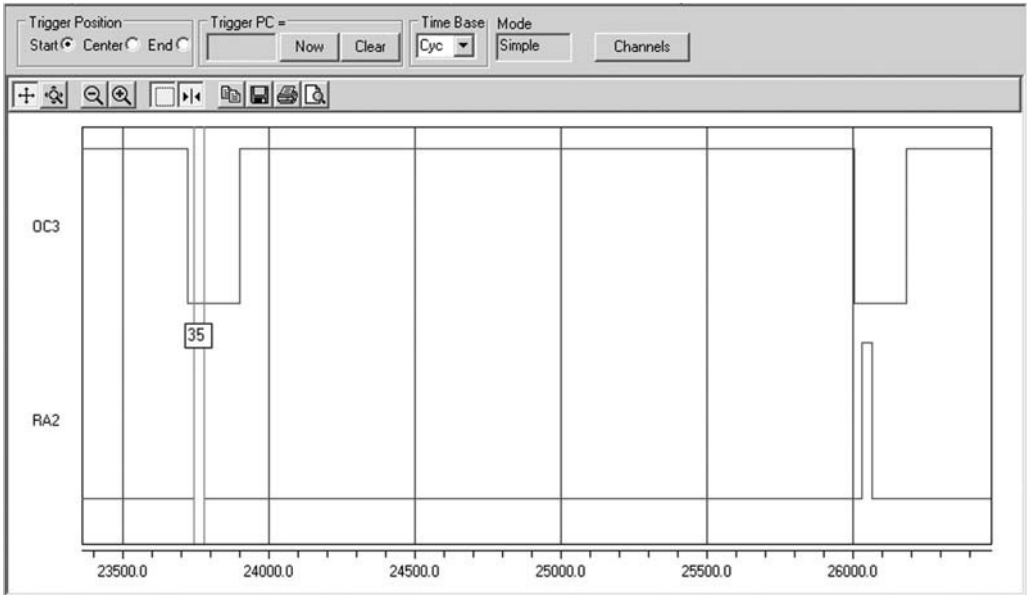 Trigger Position Trigger PC = Time Base Mode
Start Center End Now Clear Cyc Simple Channels
OC3
35
RA2
23500.0 24000.0 24500.0 25000.0 25500.0 26000.0